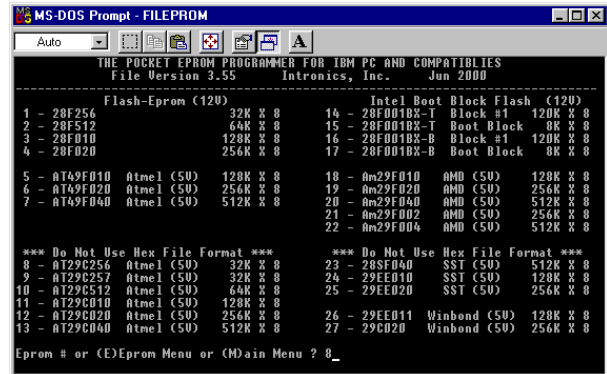 MS-DOS Prompt - FILEPROM
Auto
THE POCKET EPROM PROGRAMMER FOR IBM PC AND COMPATIBLIES
File Version 3.55 Intronics, Inc. Jun 2000
Flash-Eprom (12V) Intel Boot Block Flash (12V)
1 - 28F256 32K X 8 14 - 28F001BX-T Block #1 120K X 8
2 - 28F512 64K X 8 15 - 28F001BX-T Boot Block 8K X 8
3 - 28F010 128K X 8 16 - 28F001BX-B Block #1 120K X 8
4 - 28F020 256K X 8 17 - 28F001BX-B Boot Block 8K X 8
5 - AT49F010 Atmel (5V) 128K X 8 18 - Am29F010 AMD (5V) 128K X 8
6 - AT49F020 Atmel (5V) 256K X 8 19 - Am29F020 AMD (5V) 256K X 8
7 - AT49F040 Atmel (5V) 512K X 8 20 - Am29F040 AMD (5V) 512K X 8
21 - Am29F002 AMD (5V) 256K X 8
22 - Am29F004 AMD (5V) 512K X 8
*** Do Not Use Hex File Format *** *** Do Not Use Hex File Format ***
8 - AT29C256 Atmel (5V) 32K X 8 23 - 28SF040 SST (5V) 512K X 8
9 - AT29C257 Atmel (5V) 32K X 8 24 - 29EE010 SST (5V) 128K X 8
10 - AT29C512 Atmel (5V) 64K X 8 25 - 29EE020 SST (5V) 256K X 8
11 - AT29C010 Atmel (5V) 128K X 8
12 - AT29C020 Atmel (5V) 256K X 8 26 - 29EE011 Winbond (5V) 128K X 8
13 - AT29C040 Atmel (5V) 512K X 8 27 - 29C020 Winbond (5V) 256K X 8
Eprom # or (E)Eprom Menu or (M)ain Menu ? 8_